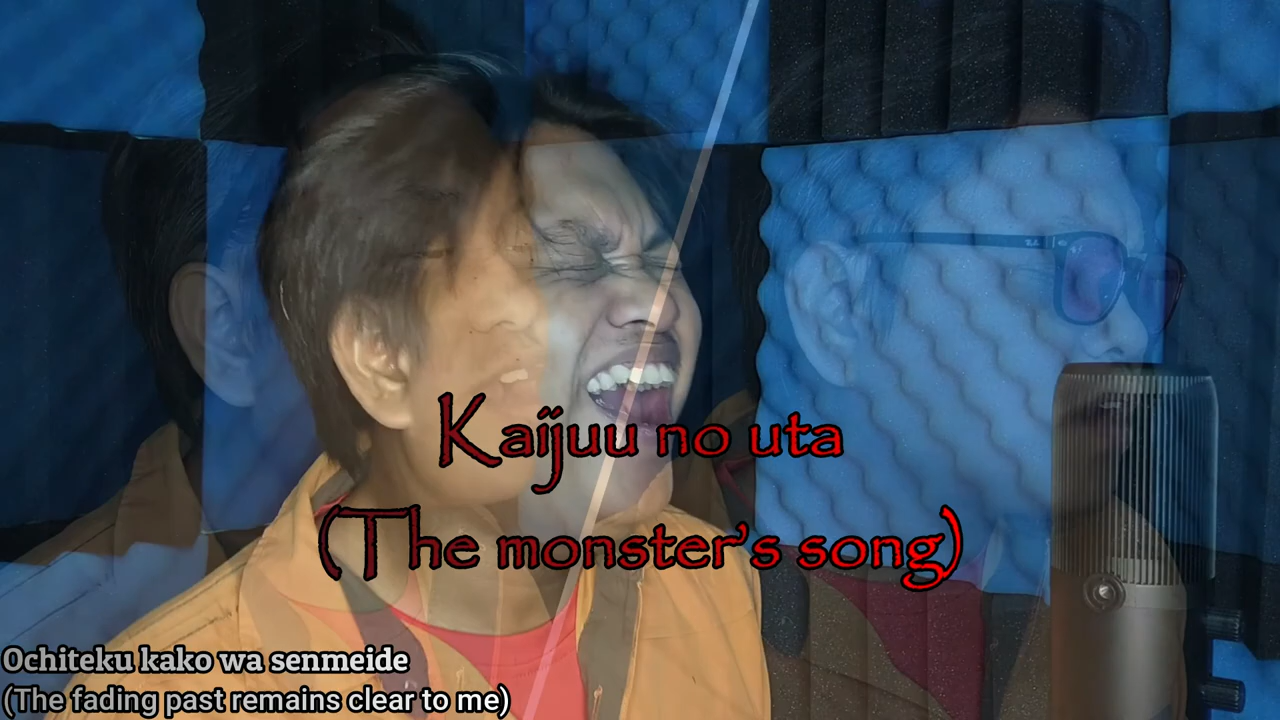 Kaijuu no uta
(The monster's song)
Ochiteku kako wa senmeide
(The fading past remains clear to me)